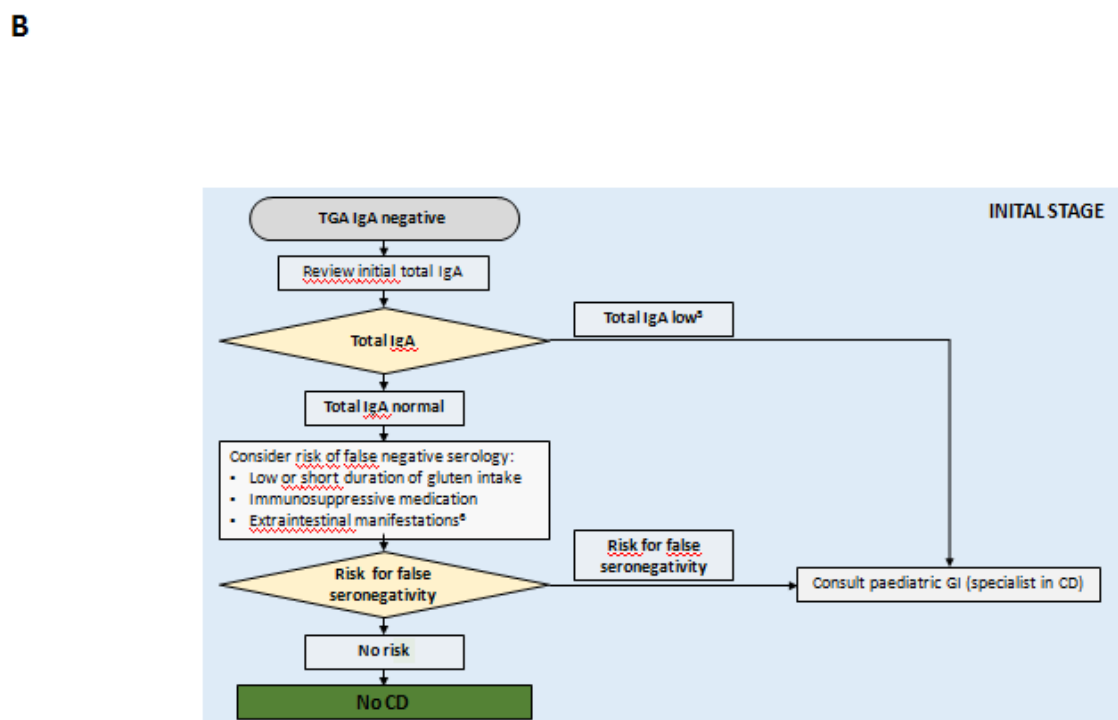 B
INITAL STAGE
TGA IgA negative
Review initial total IgA
Total IgA
Total IgA lowᵃ
Total IgA normal
Consider risk of false negative serology:
▪ Low or short duration of gluten intake
▪ Immunosuppressive medication
▪ Extraintestinal manifestationsᵉ
Risk for false
seronegativity
Risk for false
seronegativity
Consult paediatric GI (specialist in CD)
No risk
No CD